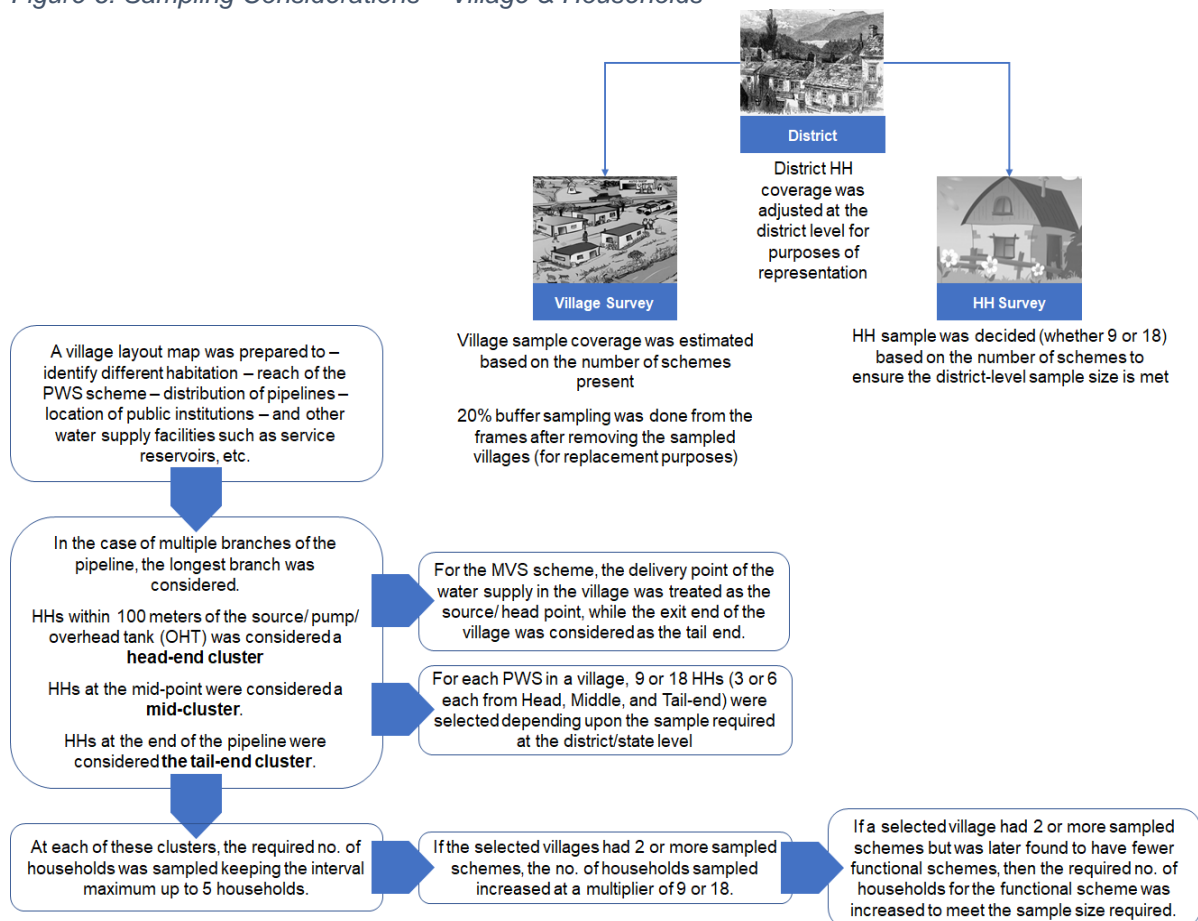 District
District HH
coverage was
adjusted at the
district level for
purposes of
representation
Village Survey
Village sample coverage was estimated
based on the number of schemes
present
20% buffer sampling was done from the
frames after removing the sampled
villages (for replacement purposes)
HH Survey
HH sample was decided (whether 9 or 18)
based on the number of schemes to
ensure the district-level sample size is met
A village layout map was prepared to –
identify different habitation – reach of the
PWS scheme – distribution of pipelines –
location of public institutions – and other
water supply facilities such as service
reservoirs, etc.
In the case of multiple branches of the
pipeline, the longest branch was
considered.
HHs within 100 meters of the source/ pump/
overhead tank (OHT) was considered a
head-end cluster
HHs at the mid-point were considered a
mid-cluster.
HHs at the end of the pipeline were
considered the tail-end cluster.
For the MVS scheme, the delivery point of the
water supply in the village was treated as the
source/ head point, while the exit end of the
village was considered as the tail end.
For each PWS in a village, 9 or 18 HHs (3 or 6
each from Head, Middle, and Tail-end) were
selected depending upon the sample required
at the district/state level
At each of these clusters, the required no. of
households was sampled keeping the interval
maximum up to 5 households.
If the selected villages had 2 or more sampled
schemes, the no. of households sampled
increased at a multiplier of 9 or 18.
If a selected village had 2 or more sampled
schemes but was later found to have fewer
functional schemes, then the required no. of
households for the functional scheme was
increased to meet the sample size required.